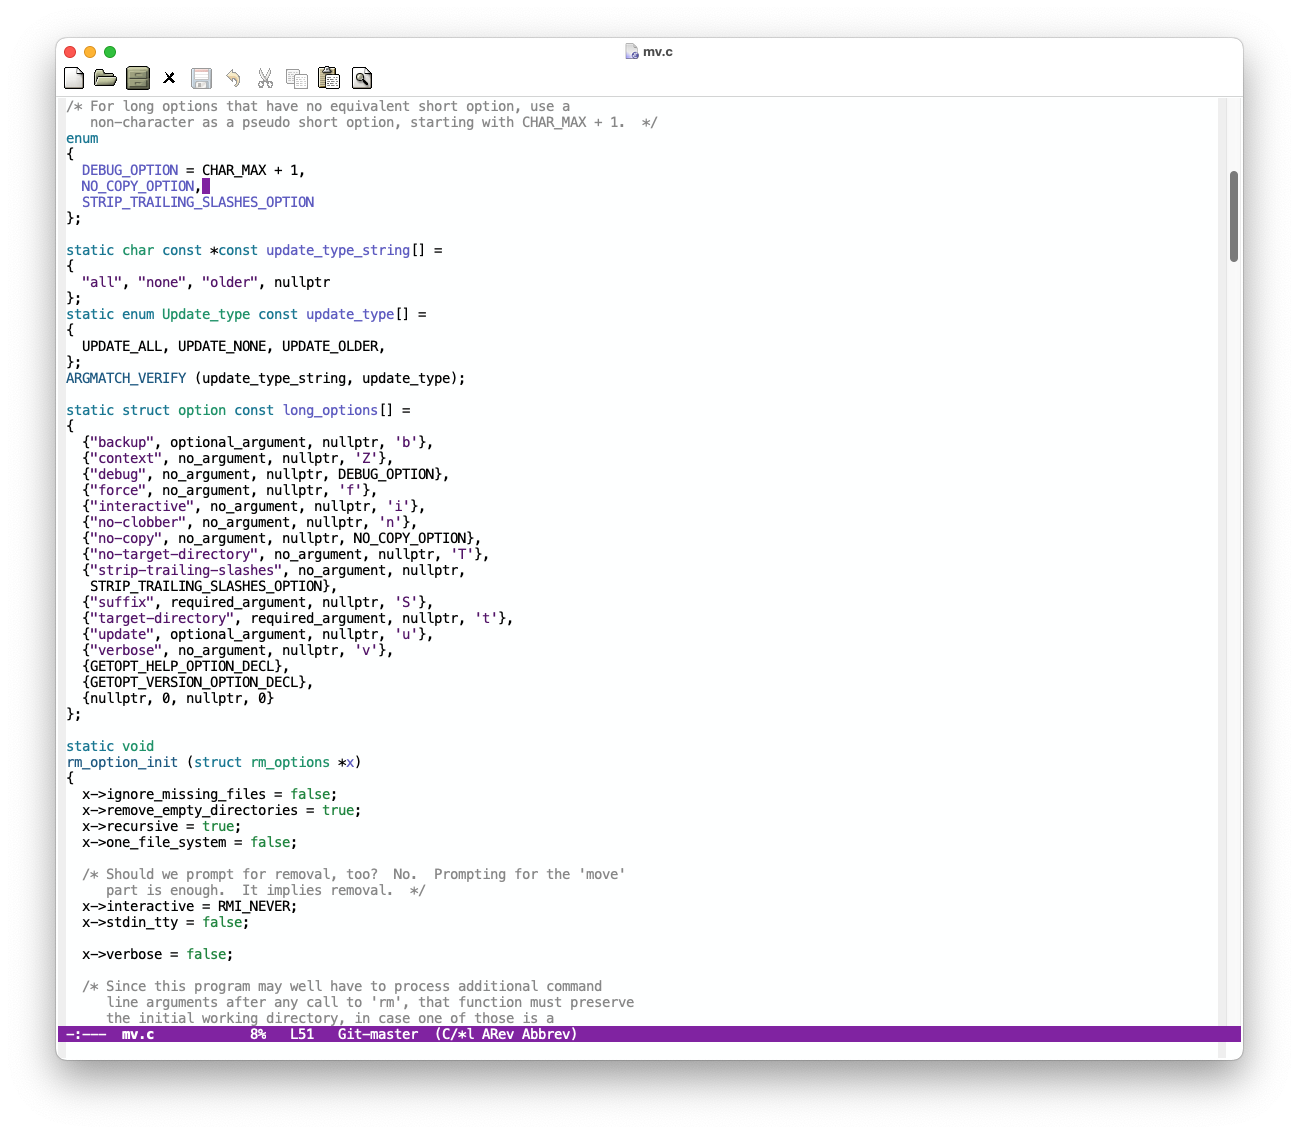 mv.c
/* For long options that have no equivalent short option, use a
   non-character as a pseudo short option, starting with CHAR_MAX + 1.  */
enum
{
  DEBUG_OPTION = CHAR_MAX + 1,
  NO_COPY_OPTION,
  STRIP_TRAILING_SLASHES_OPTION
};

static char const *const update_type_string[] =
{
  "all", "none", "older", nullptr
};
static enum Update_type const update_type[] =
{
  UPDATE_ALL, UPDATE_NONE, UPDATE_OLDER,
};
ARGMATCH_VERIFY (update_type_string, update_type);

static struct option const long_options[] =
{
  {"backup", optional_argument, nullptr, 'b'},
  {"context", no_argument, nullptr, 'Z'},
  {"debug", no_argument, nullptr, DEBUG_OPTION},
  {"force", no_argument, nullptr, 'f'},
  {"interactive", no_argument, nullptr, 'i'},
  {"no-clobber", no_argument, nullptr, 'n'},
  {"no-copy", no_argument, nullptr, NO_COPY_OPTION},
  {"no-target-directory", no_argument, nullptr, 'T'},
  {"strip-trailing-slashes", no_argument, nullptr,
   STRIP_TRAILING_SLASHES_OPTION},
  {"suffix", required_argument, nullptr, 'S'},
  {"target-directory", required_argument, nullptr, 't'},
  {"update", optional_argument, nullptr, 'u'},
  {"verbose", no_argument, nullptr, 'v'},
  {GETOPT_HELP_OPTION_DECL},
  {GETOPT_VERSION_OPTION_DECL},
  {nullptr, 0, nullptr, 0}
};

static void
rm_option_init (struct rm_options *x)
{
  x->ignore_missing_files = false;
  x->remove_empty_directories = true;
  x->recursive = true;
  x->one_file_system = false;

  /* Should we prompt for removal, too?  No.  Prompting for the 'move'
     part is enough.  It implies removal.  */
  x->interactive = RMI_NEVER;
  x->stdin_tty = false;

  x->verbose = false;

  /* Since this program may well have to process additional command
     line arguments after any call to 'rm', that function must preserve
     the initial working directory, in case one of those is a
-:---  mv.c            8%   L51   Git-master  (C/*l ARev Abbrev)